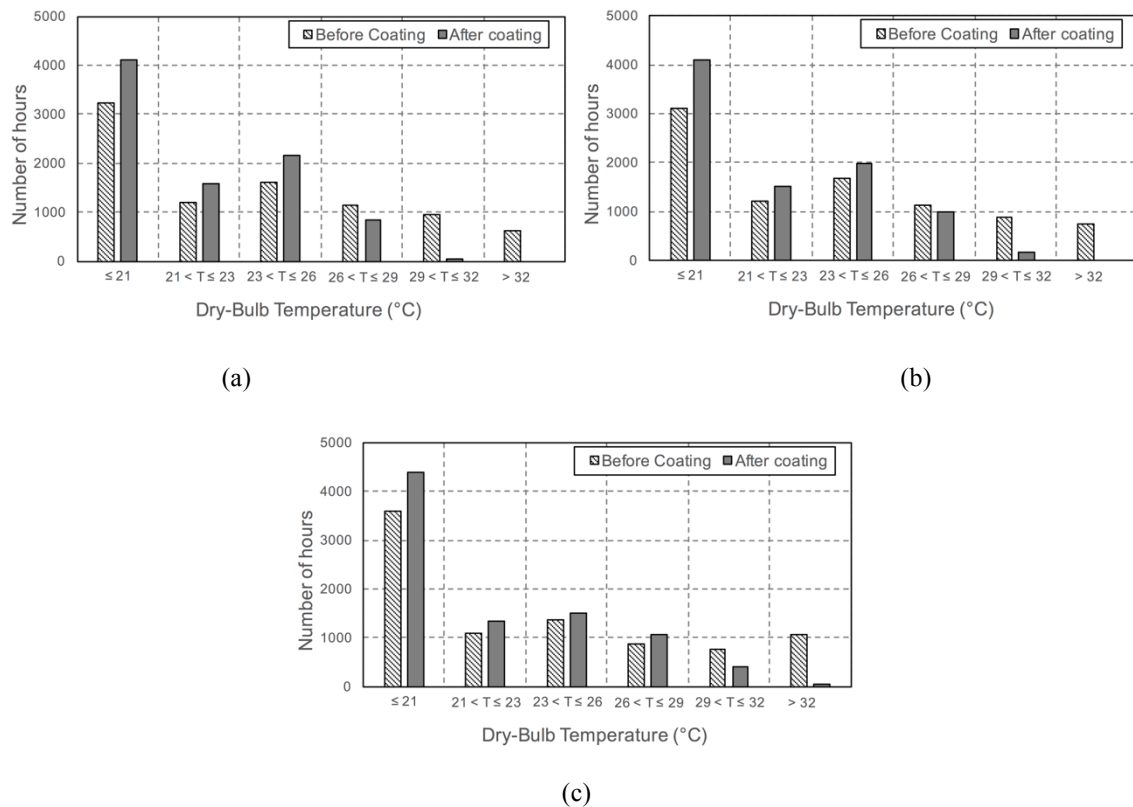 5000
4000
3000
2000
1000
0
Number of hours
Before Coating After coating
≤ 21 21 < T ≤ 23 23 < T ≤ 26 26 < T ≤ 29 29 < T ≤ 32 > 32
Dry-Bulb Temperature (°C)
(a)
5000
4000
3000
2000
1000
0
Number of hours
Before Coating After coating
≤ 21 21 < T ≤ 23 23 < T ≤ 26 26 < T ≤ 29 29 < T ≤ 32 > 32
Dry-Bulb Temperature (°C)
(b)
5000
4000
3000
2000
1000
0
Number of hours
Before Coating After coating
≤ 21 21 < T ≤ 23 23 < T ≤ 26 26 < T ≤ 29 29 < T ≤ 32 > 32
Dry-Bulb Temperature (°C)
(c)